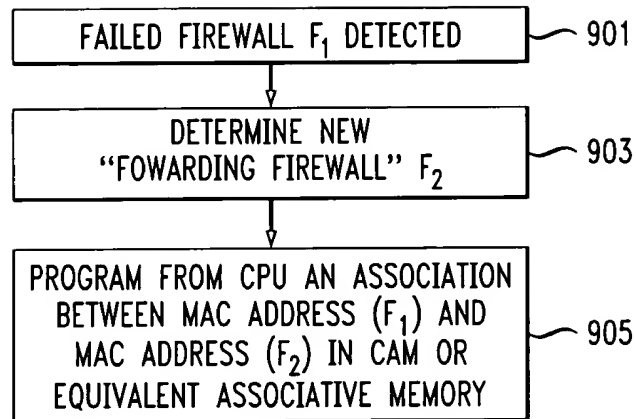 FAILED FIREWALL F₁ DETECTED
901
DETERMINE NEW
"FOWARDING FIREWALL" F₂
903
PROGRAM FROM CPU AN ASSOCIATION
BETWEEN MAC ADDRESS (F₁) AND
MAC ADDRESS (F₂) IN CAM OR
EQUIVALENT ASSOCIATIVE MEMORY
905